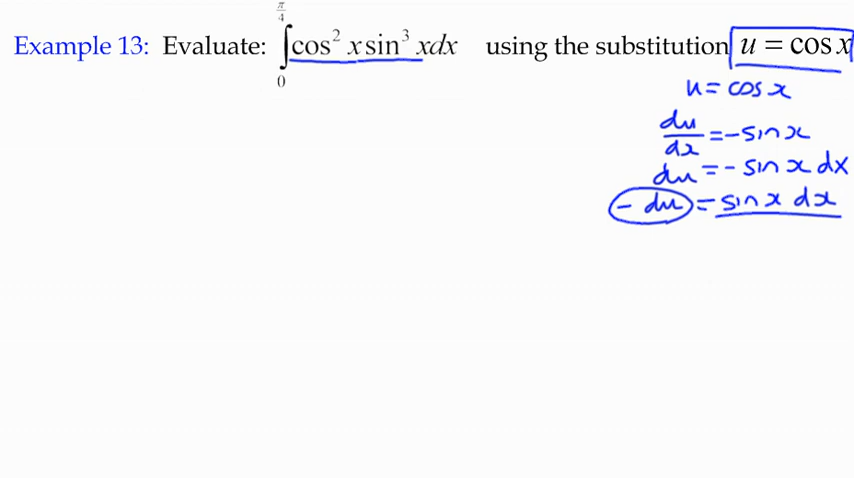 Example 13: Evaluate: ∫₀^(π/4) cos² x sin³ xdx using the substitution u = cos x
u = cos x
du/dx = -sin x
du = - sin x dx
- du = sin x dx